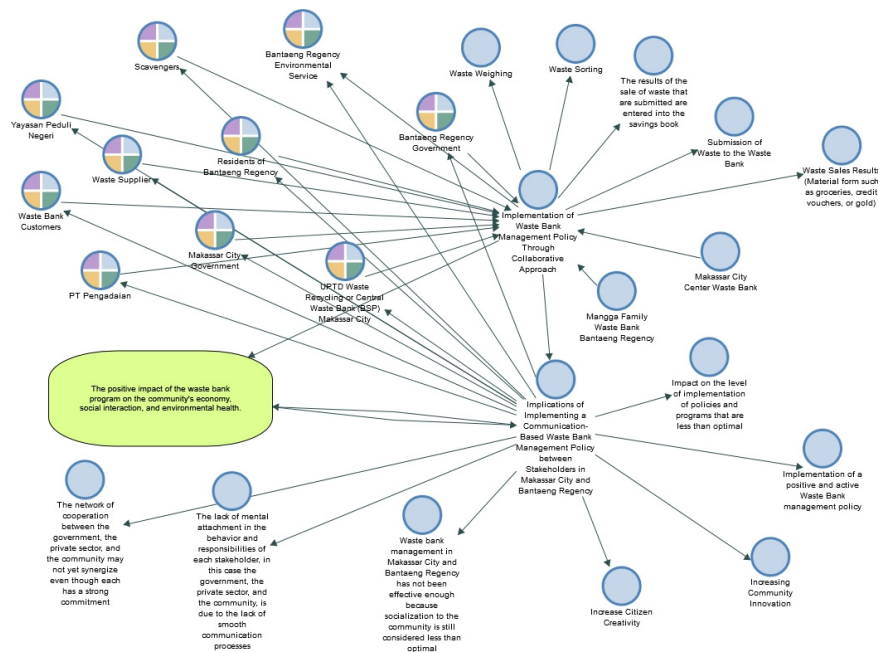 Scavengers
Bantaeng Regency
Environmental
Service
Waste Weighing
Waste Sorting
The results of the
sale of waste that
are submitted are
entered into the
savings book
Yayasan Peduli
Negeri
Waste Supplier
Residents of
Bantaeng Regency
Bantaeng Regency
Government
Submission of
Waste to the Waste
Bank
Waste Sales Results
(Material form such
as groceries, credit
vouchers, or gold)
Waste Bank
Customers
Makassar City
Government
Implementation of
Waste Bank
Management Policy
Through
Collaborative
Approach
Makassar City
Center Waste Bank
PT Pengadaian
UPTD Waste
Recycling or Central
Waste Bank (BSP)
Makassar City
Mangga Family
Waste Bank
Bantaeng Regency
The positive impact of the waste bank
program on the community's economy,
social interaction, and environmental health.
Implications of
Implementing a
Communication-
Based Waste Bank
Management Policy
between
Stakeholders in
Makassar City and
Bantaeng Regency
Impact on the level
of implementation
of policies and
programs that are
less than optimal
Implementation of a
positive and active
Waste Bank
management policy
The network of
cooperation
between the
government, the
private sector, and
the community may
not yet synergize
even though each
has a strong
commitment
The lack of mental
attachment in the
behavior and
responsibilities of
each stakeholder, in
this case the
government, the
private sector, and
the community, is
due to the lack of
smooth
communication
processes
Waste bank
management in
Makassar City and
Bantaeng Regency
has not been
effective enough
because
socialization to the
community is still
considered less than
optimal
Increase Citizen
Creativity
Increasing
Community
Innovation